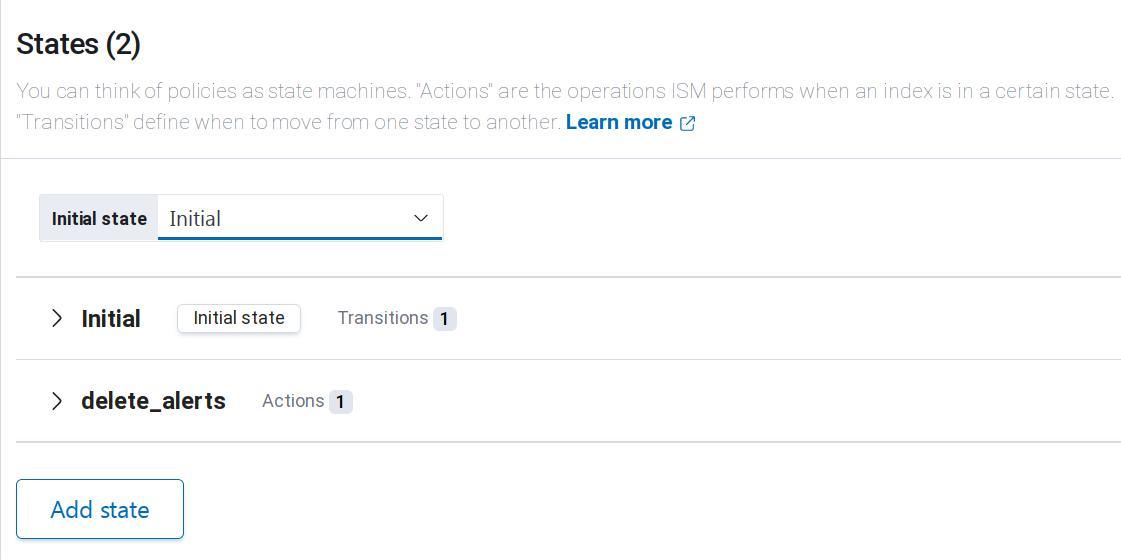 States (2)
You can think of policies as state machines. "Actions" are the operations ISM performs when an index is in a certain state.
"Transitions" define when to move from one state to another. Learn more
Initial state Initial
Initial Initial state Transitions 1
delete_alerts Actions 1
Add state